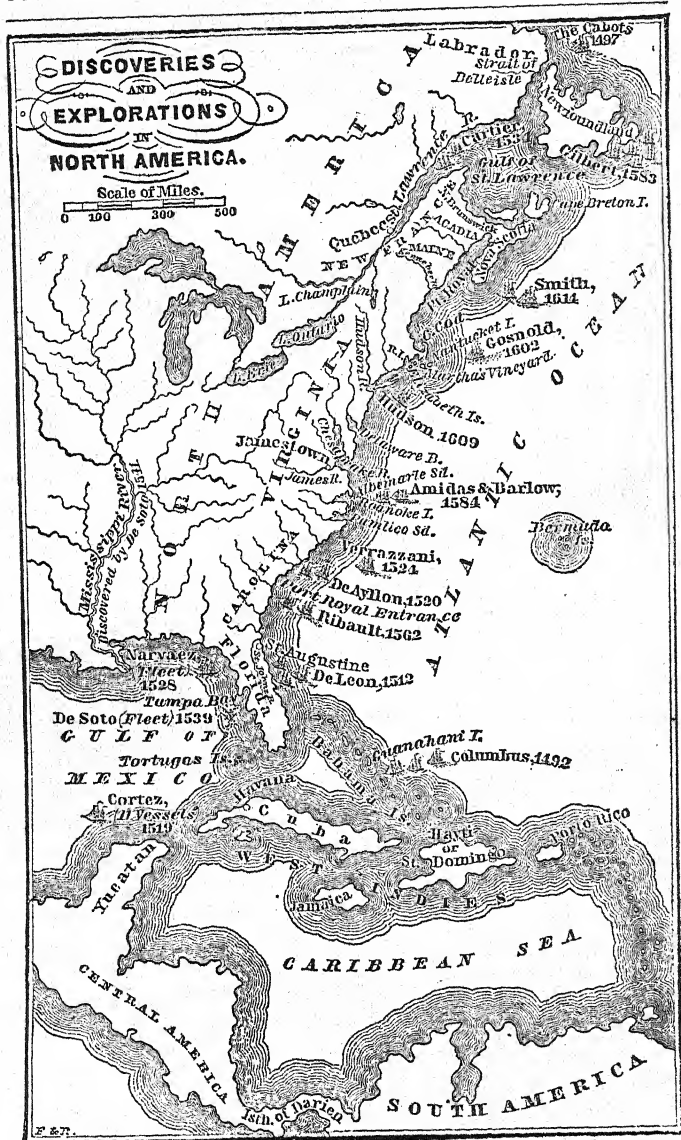 DISCOVERIES
AND
EXPLORATIONS
IN
NORTH AMERICA.
Scale of Miles.
0 100 300 500
The Cabots
1497
Labrador
Strait of
Belleisle
Newfoundland
Cartier,
153
Gulf of
St. Lawrence
Gilbert, 1583
Cape Breton I.
St. Lawrence R.
Quebec
NEW FRANCE
N. Brunswick
ACADIA
Nova Scotia
MAINE
Kennebec
L. Champlain
Smith,
1614
L. Ontario
L. Erie
Hudson R.
C. Cod
Nantucket I.
Gosnold,
1602
Martha's Vineyard.
Elizabeth Is.
Hudson 1609
NORTH AMERICA
VIRGINIA
Delaware B.
Chesapeake B.
Jamestown
James R.
Albemarle Sd.
Amidas & Barlow,
1584
Roanoke I.
Pamlico Sd.
Bermuda
Is.
Mississippi River
Discovered by De Soto 1541
ATLANTIC OCEAN
Verrazzani,
1524
CAROLINA
De Ayllon, 1520
Port Royal Entrance
Ribault, 1562
Florida
St. Augustine
De Leon, 1512
Narvaez
(Fleet)
1528
Tampa Bay
De Soto (Fleet) 1539
GULF OF
MEXICO
Tortugas Is.
Bahama Is.
Guanahani I.
Columbus, 1492
Cortez,
11 Vessels
1519
Havana
Cuba
Yucatan
WEST INDIES
Hayti
or
St. Domingo
Porto Rico
Jamaica
CARIBBEAN SEA
CENTRAL AMERICA
Isth. of Darien
SOUTH AMERICA